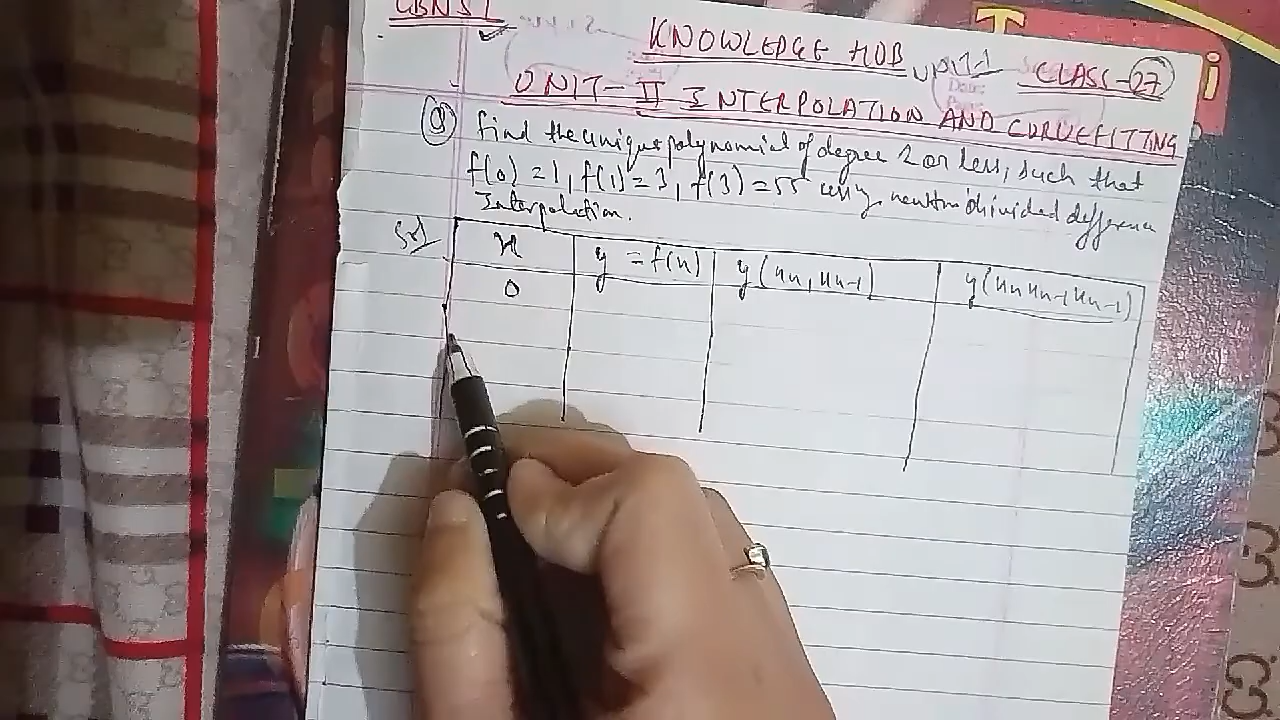 CBNST
KNOWLEDGE HUB
CLASS-27
UNIT-II INTERPOLATION AND CURVEFITTING
Q find the unique polynomial of degree 2 or less, such that
f(0) = 1, f(1) = 3, f(3) = 55 using newton divided difference
Interpolation.
Sol
x y = f(x) y(xn, xn-1) y(xn xn-1 xn-1)
0